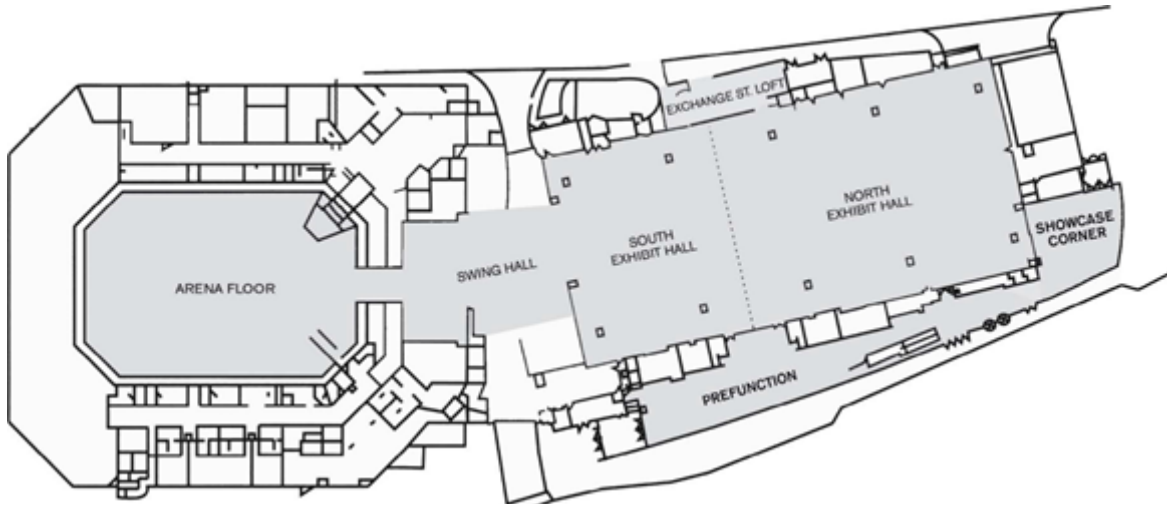 EXCHANGE ST. LOFT
NORTH
EXHIBIT HALL
SHOWCASE
CORNER
SOUTH
EXHIBIT HALL
SWING HALL
ARENA FLOOR
PREFUNCTION